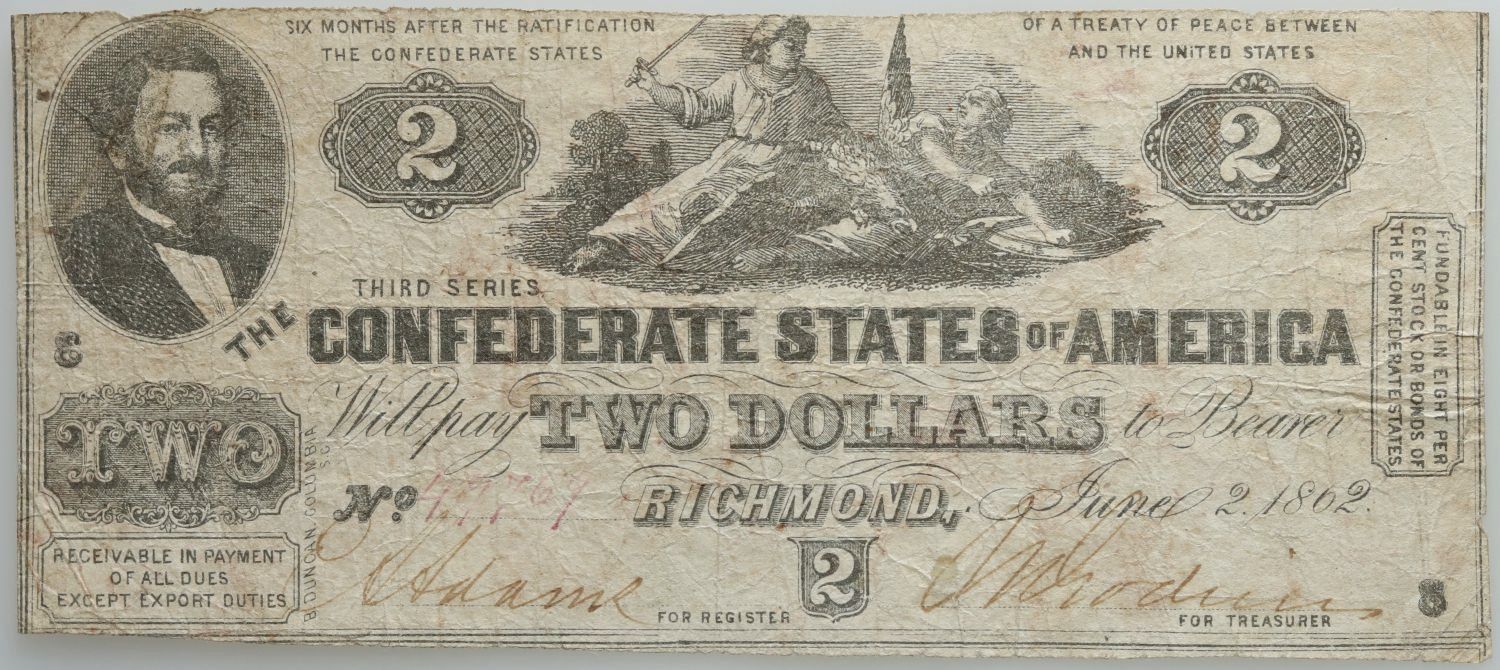 SIX MONTHS AFTER THE RATIFICATION OF A TREATY OF PEACE BETWEEN
THE CONFEDERATE STATES AND THE UNITED STATES
2 2
THIRD SERIES
THE CONFEDERATE STATES OF AMERICA
Will pay TWO DOLLARS to Bearer
TWO
No.
RICHMOND, June 2. 1862.
RECEIVABLE IN PAYMENT
OF ALL DUES
EXCEPT EXPORT DUTIES
B DUNCAN COLUMBIA
S C
FUNDABLE IN EIGHT PER
CENT STOCK OR BONDS OF
THE CONFEDERATE STATES
Adams
FOR REGISTER
2
FOR TREASURER